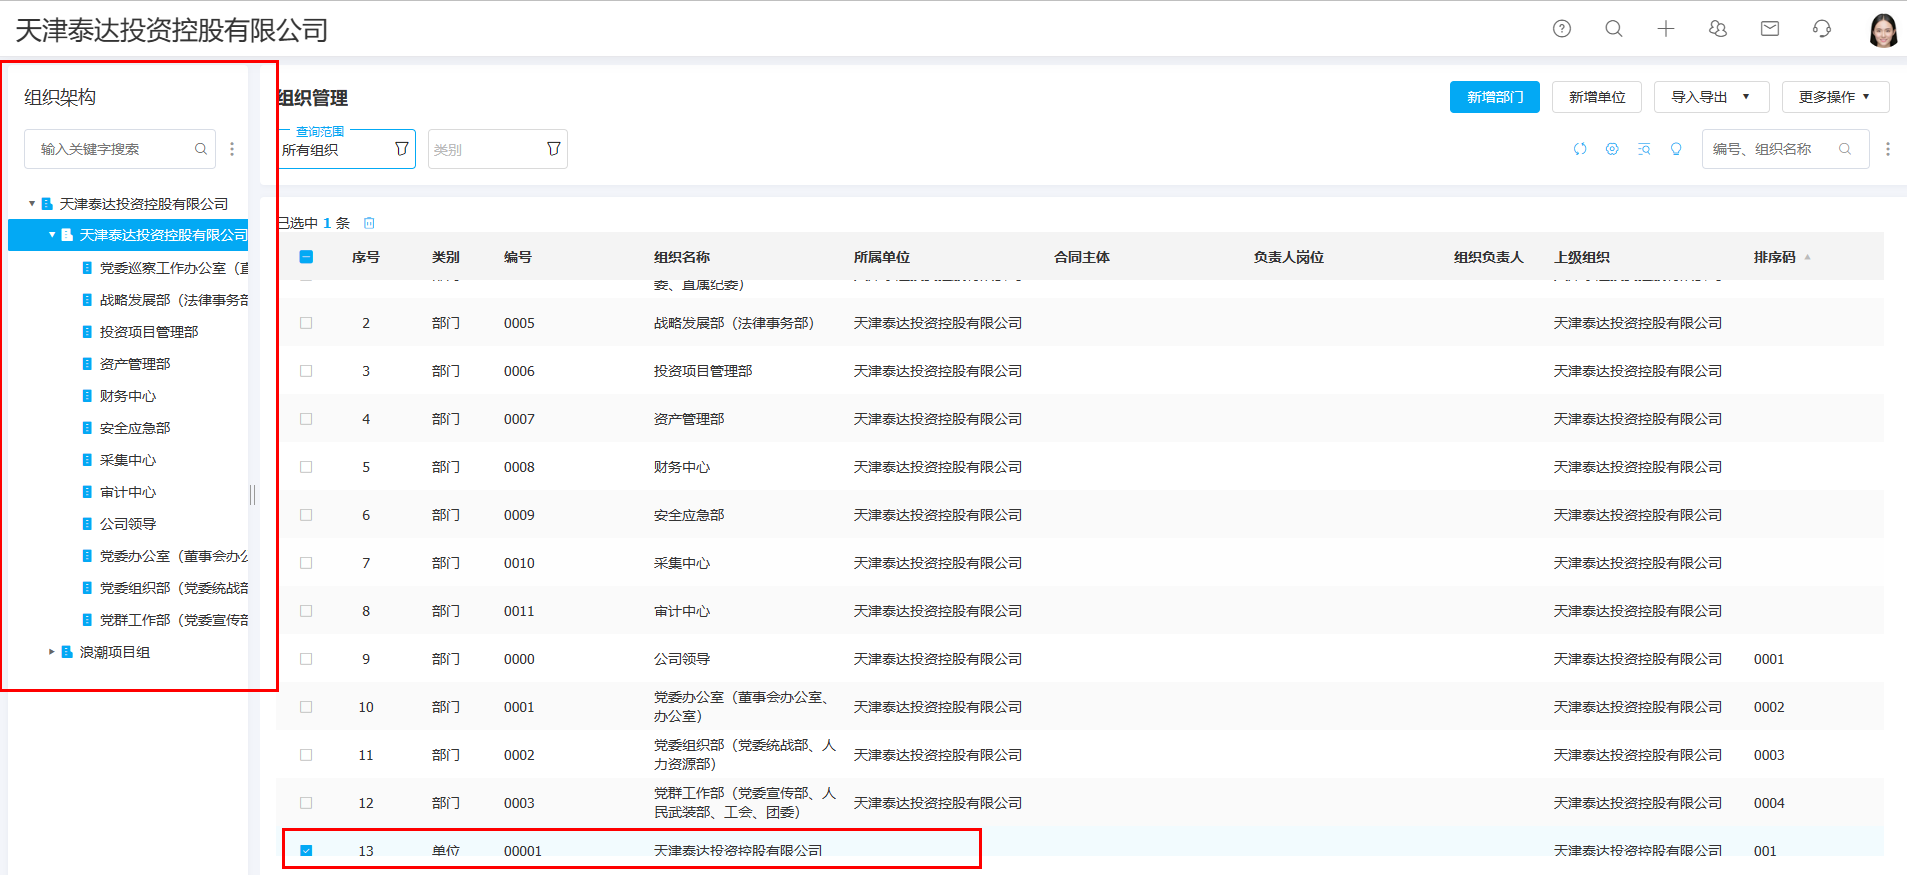 天津泰达投资控股有限公司
组织架构
输入关键字搜索
天津泰达投资控股有限公司
天津泰达投资控股有限公司
党委巡察工作办公室（直
战略发展部（法律事务部
投资项目管理部
资产管理部
财务中心
安全应急部
采集中心
审计中心
公司领导
党委办公室（董事会办公
党委组织部（党委统战部
党群工作部（党委宣传部
浪潮项目组
组织管理
新增部门 新增单位 导入导出 更多操作
查询范围
所有组织 类别 编号、组织名称
已选中 1 条
序号 类别 编号 组织名称 所属单位 合同主体 负责人岗位 组织负责人 上级组织 排序码
委、直属纪委）
2 部门 0005 战略发展部（法律事务部） 天津泰达投资控股有限公司 天津泰达投资控股有限公司
3 部门 0006 投资项目管理部 天津泰达投资控股有限公司 天津泰达投资控股有限公司
4 部门 0007 资产管理部 天津泰达投资控股有限公司 天津泰达投资控股有限公司
5 部门 0008 财务中心 天津泰达投资控股有限公司 天津泰达投资控股有限公司
6 部门 0009 安全应急部 天津泰达投资控股有限公司 天津泰达投资控股有限公司
7 部门 0010 采集中心 天津泰达投资控股有限公司 天津泰达投资控股有限公司
8 部门 0011 审计中心 天津泰达投资控股有限公司 天津泰达投资控股有限公司
9 部门 0000 公司领导 天津泰达投资控股有限公司 天津泰达投资控股有限公司 0001
10 部门 0001 党委办公室（董事会办公室、 天津泰达投资控股有限公司 天津泰达投资控股有限公司 0002
办公室）
11 部门 0002 党委组织部（党委统战部、人 天津泰达投资控股有限公司 天津泰达投资控股有限公司 0003
力资源部）
12 部门 0003 党群工作部（党委宣传部、人 天津泰达投资控股有限公司 天津泰达投资控股有限公司 0004
民武装部、工会、团委）
13 单位 00001 天津泰达投资控股有限公司 天津泰达投资控股有限公司 001